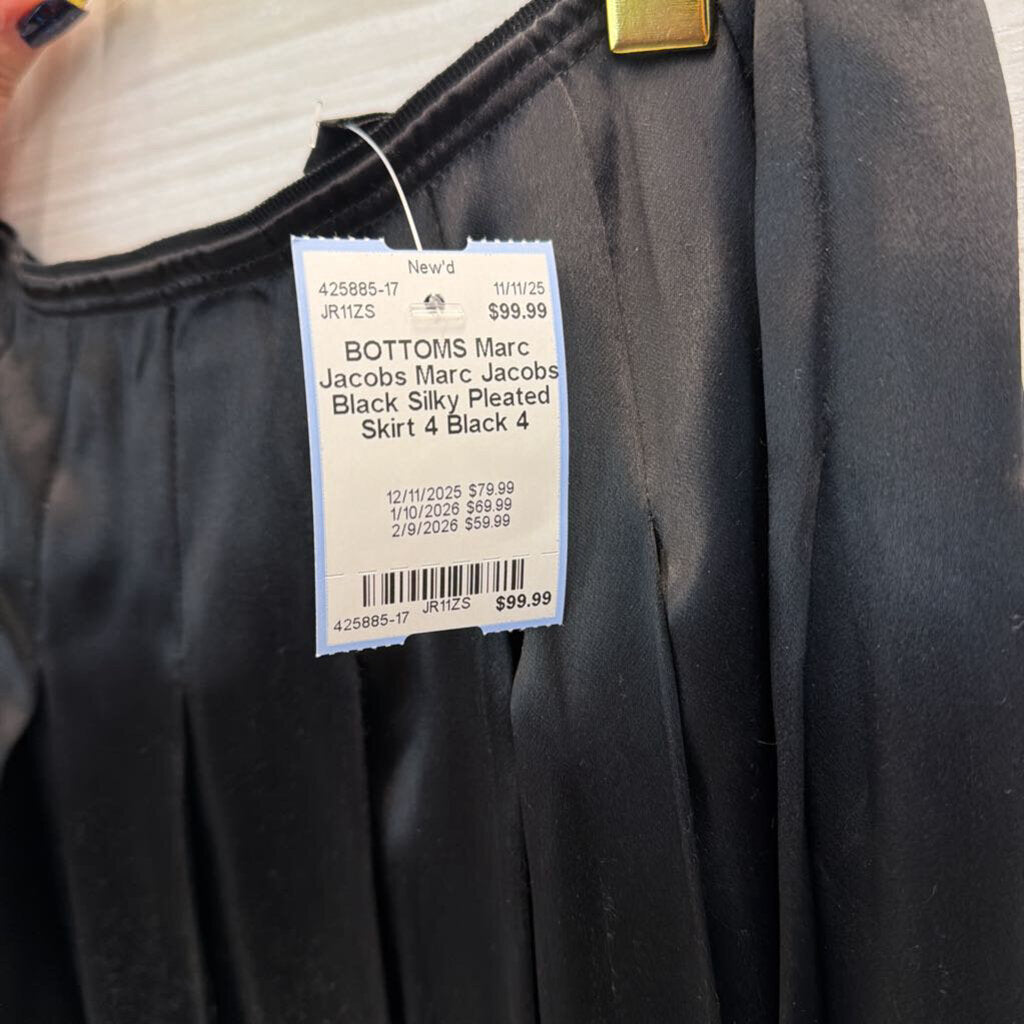 New'd
425885-17 11/11/25
JR11ZS $99.99
BOTTOMS Marc
Jacobs Marc Jacobs
Black Silky Pleated
Skirt 4 Black 4
12/11/2025 $79.99
1/10/2026 $69.99
2/9/2026 $59.99
425885-17 JR11ZS $99.99